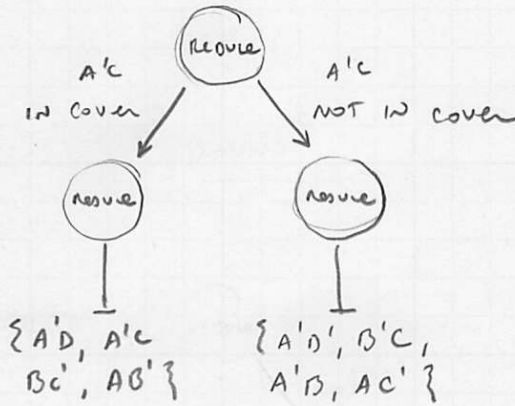 REDUCE
A'C
IN COVER
A'C
NOT IN COVER
REDUCE
REDUCE
{A'D, A'C
BC', AB'}
{A'D', B'C,
A'B, AC'}